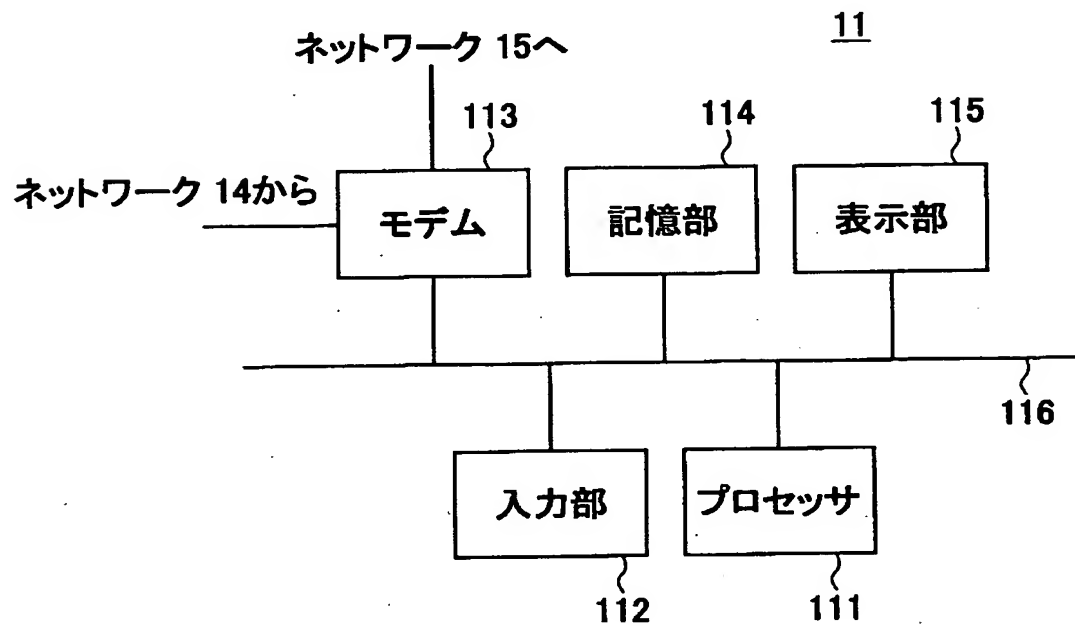 11
ネットワーク 15へ
113
114
115
ネットワーク 14から
モデム
記憶部
表示部
116
入力部
プロセッサ
112
111